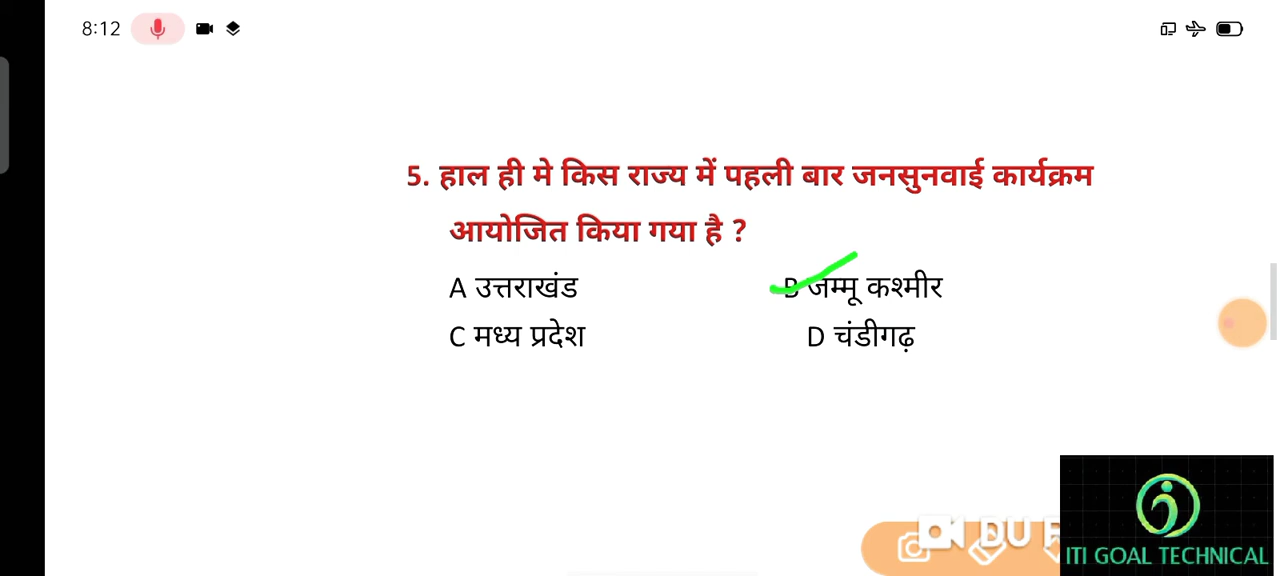 8:12
5. हाल ही मे किस राज्य में पहली बार जनसुनवाई कार्यक्रम
आयोजित किया गया है ?
A उत्तराखंड B जम्मू कश्मीर
C मध्य प्रदेश D चंडीगढ़
DU
ITI GOAL TECHNICAL